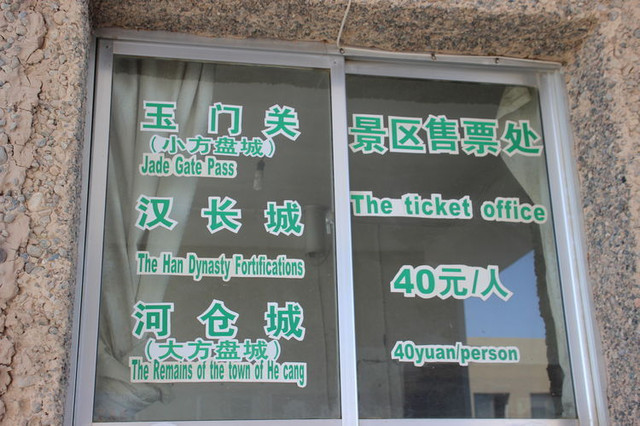 玉门关
(小方盘城)
Jade Gate Pass
汉长城
The Han Dynasty Fortifications
河仓城
(大方盘城)
The Remains of the town of He cang
景区售票处
The ticket office
40元/人
40yuan/person